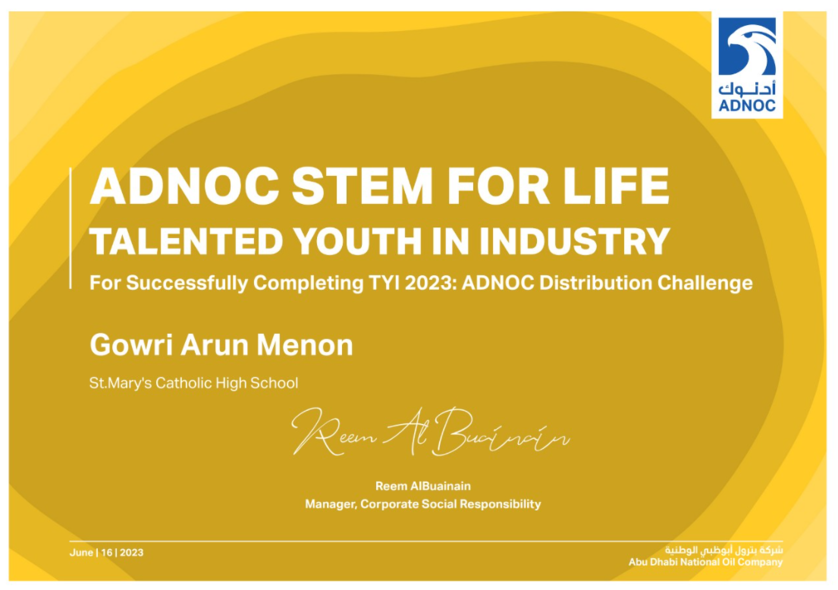 أدنوك
ADNOC
ADNOC STEM FOR LIFE
TALENTED YOUTH IN INDUSTRY
For Successfully Completing TYI 2023: ADNOC Distribution Challenge
Gowri Arun Menon
St.Mary's Catholic High School
Reem Al Buainain
Reem AlBuainain
Manager, Corporate Social Responsibility
June | 16 | 2023
شركة بترول أبوظبي الوطنية
Abu Dhabi National Oil Company